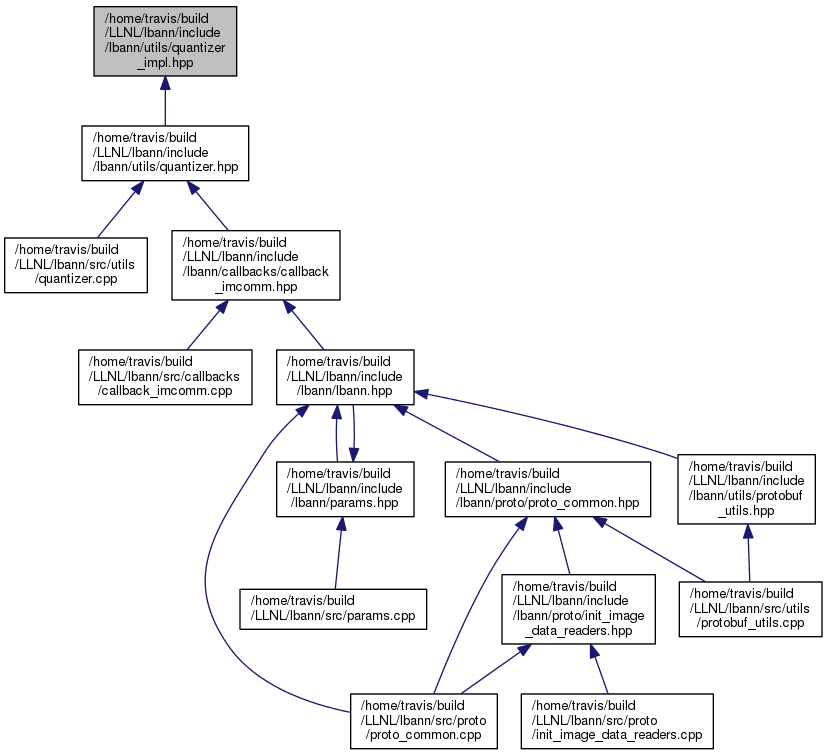 /home/travis/build
/LLNL/lbann/include
/lbann/utils/quantizer
_impl.hpp
/home/travis/build
/LLNL/lbann/include
/lbann/utils/quantizer.hpp
/home/travis/build
/LLNL/lbann/src/utils
/quantizer.cpp
/home/travis/build
/LLNL/lbann/include
/lbann/callbacks/callback
_imcomm.hpp
/home/travis/build
/LLNL/lbann/src/callbacks
/callback_imcomm.cpp
/home/travis/build
/LLNL/lbann/include
/lbann/lbann.hpp
/home/travis/build
/LLNL/lbann/include
/lbann/params.hpp
/home/travis/build
/LLNL/lbann/include
/lbann/proto/proto_common.hpp
/home/travis/build
/LLNL/lbann/include
/lbann/utils/protobuf
_utils.hpp
/home/travis/build
/LLNL/lbann/src/params.cpp
/home/travis/build
/LLNL/lbann/include
/lbann/proto/init_image
_data_readers.hpp
/home/travis/build
/LLNL/lbann/src/utils
/protobuf_utils.cpp
/home/travis/build
/LLNL/lbann/src/proto
/proto_common.cpp
/home/travis/build
/LLNL/lbann/src/proto
/init_image_data_readers.cpp